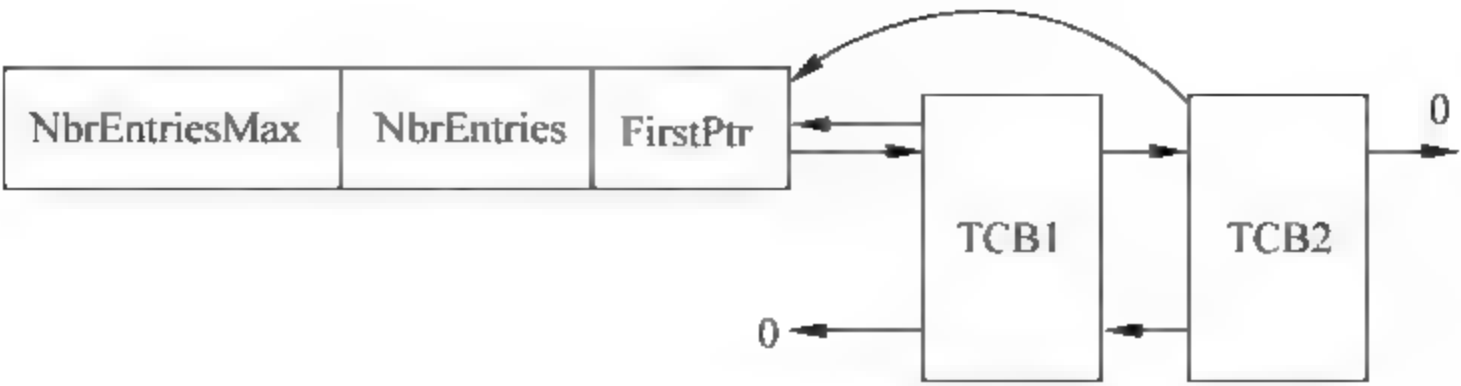 NbrEntriesMax
NbrEntries
FirstPtr
0
TCB1
TCB2
0